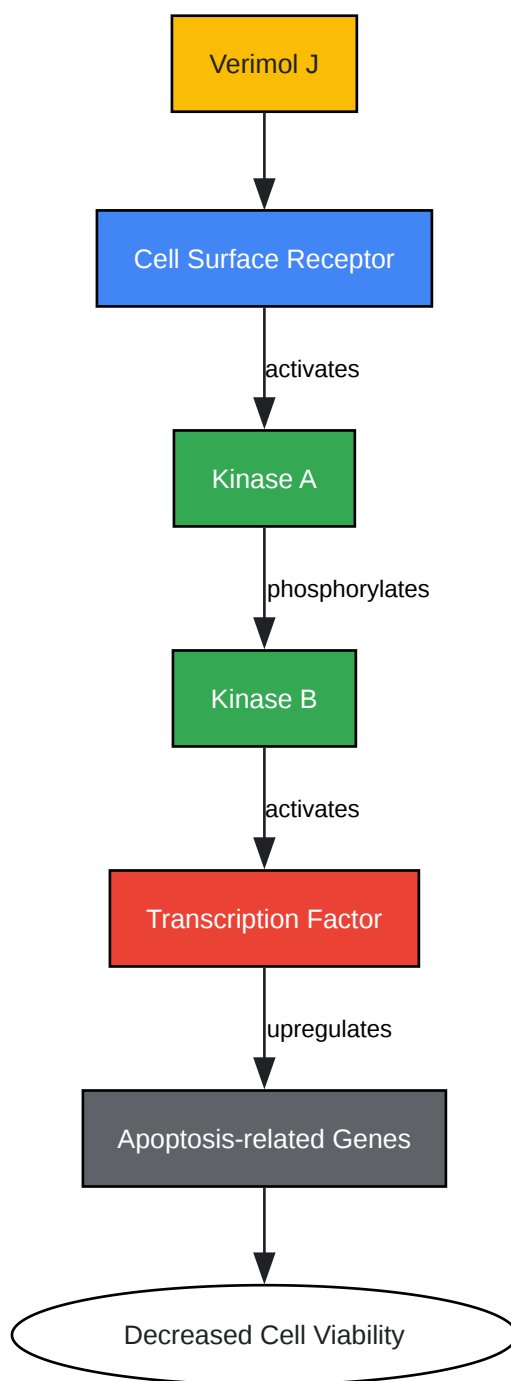 Verimol J
Cell Surface Receptor
activates
Kinase A
phosphorylates
Kinase B
activates
Transcription Factor
upregulates
Apoptosis-related Genes
Decreased Cell Viability